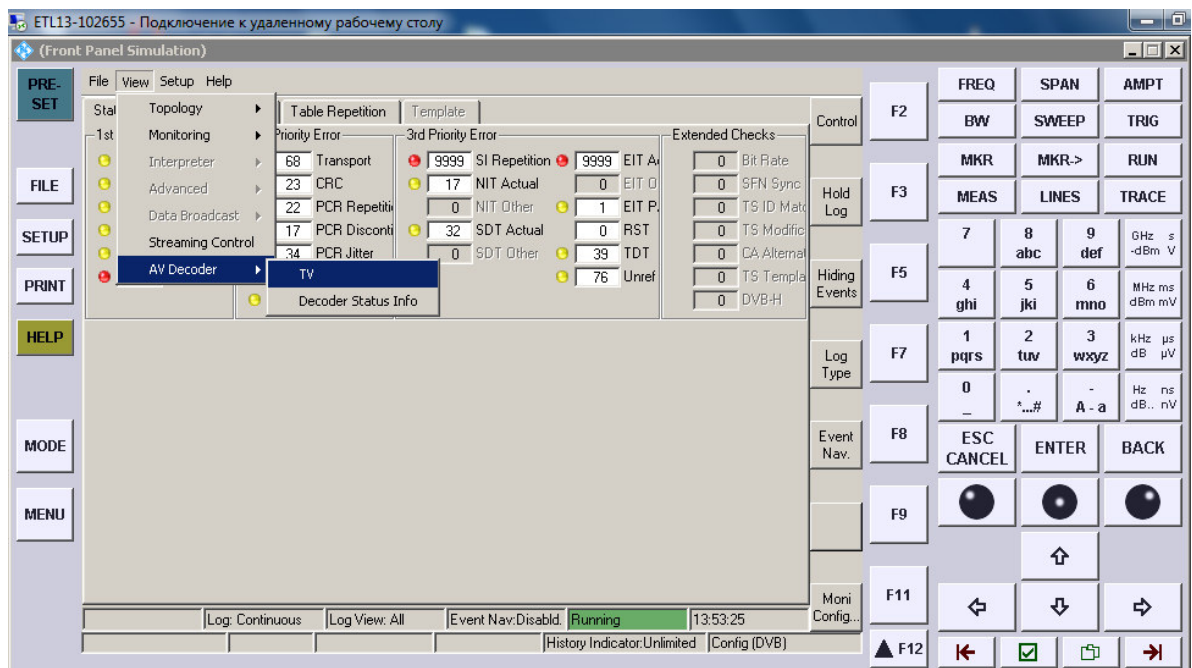 ETL13-102655 - Подключение к удаленному рабочему столу
(Front Panel Simulation)
PRE-SET
FILE
SETUP
PRINT
HELP
MODE
MENU
File View Setup Help
Table Repetition Template
Topology
Monitoring
Interpreter
Advanced
Data Broadcast
Streaming Control
AV Decoder
TV
Decoder Status Info
1st
Priority Error
68 Transport
23 CRC
22 PCR
17 PCR
34 PCR Jitter
3rd Priority Error
9999 SI Repetition 9999 EIT
17 NIT Actual 0 EIT
0 NIT Other 1 EIT
32 SDT Actual 0 RST
0 SDT Other 39 TDT
76 Unref
Extended Checks
0 Bit Rate
0 SFN Sync
0 TS ID
0 TS
0 CA
0 TS
0 DVB-H
Control
Hold Log
Hiding Events
Log Type
Event Nav.
Moni Config...
Log: Continuous Log View: All Event Nav:Disabld. Running 13:53:25
History Indicator:Unlimited Config (DVB)
F2
F3
F5
F7
F8
F9
F11
F12
FREQ SPAN AMPT
BW SWEEP TRIG
MKR MKR-> RUN
MEAS LINES TRACE
7 8 abc 9 def GHz s -dBm V
4 ghi 5 jkl 6 mno MHz ms dBm mV
1 pqrs 2 tuv 3 wxyz kHz µs dB µV
0 _ . *...# - A - a Hz ns dB.. nV
ESC CANCEL ENTER BACK